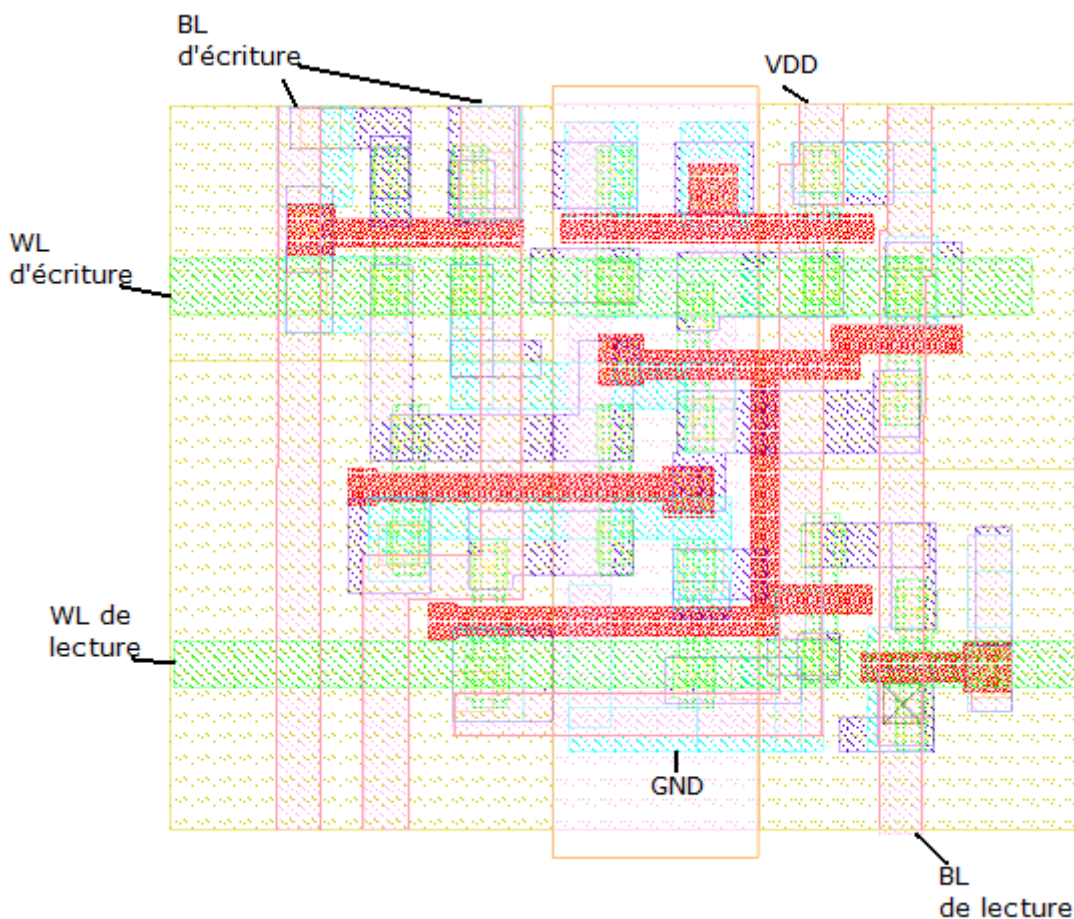 BL
d'écriture
VDD
WL
d'écriture
WL de
lecture
GND
BL
de lecture